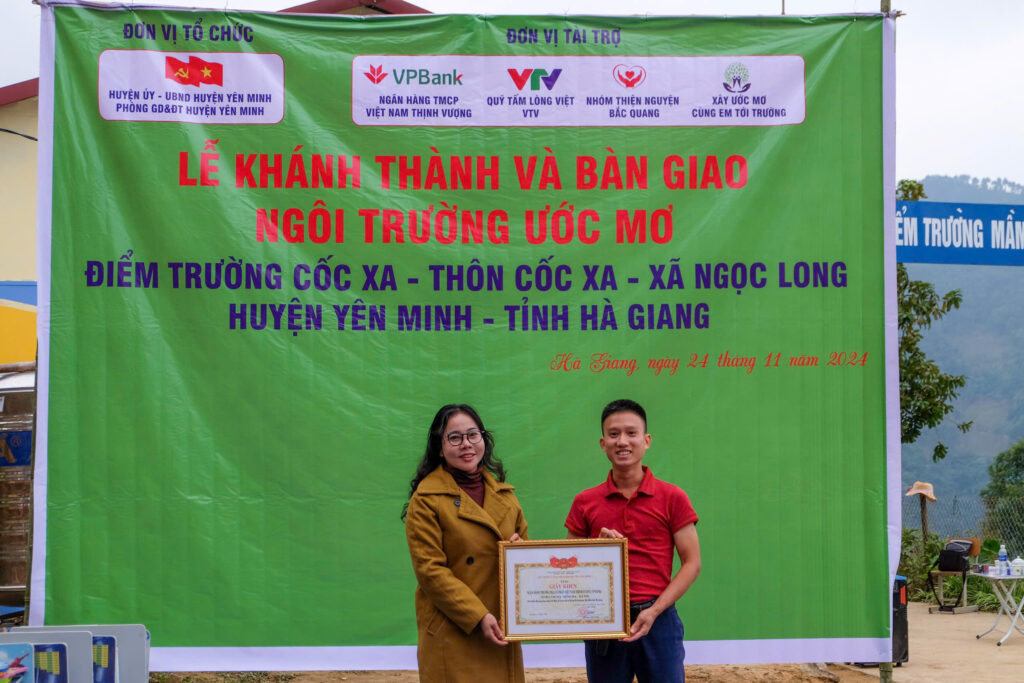 ĐƠN VỊ TỔ CHỨC
ĐƠN VỊ TÀI TRỢ
HUYỆN ỦY - UBND HUYỆN YÊN MINH
PHÒNG GD&ĐT HUYỆN YÊN MINH
VPBank
NGÂN HÀNG TMCP
VIỆT NAM THỊNH VƯỢNG
VTV
QUỸ TẤM LÒNG VIỆT
VTV
NHÓM THIỆN NGUYỆN
BẮC QUANG
XÂY ƯỚC MƠ
CÙNG EM TỚI TRƯỜNG
LỄ KHÁNH THÀNH VÀ BÀN GIAO
NGÔI TRƯỜNG ƯỚC MƠ
ĐIỂM TRƯỜNG CỐC XA - THÔN CỐC XA - XÃ NGỌC LONG
HUYỆN YÊN MINH - TỈNH HÀ GIANG
Hà Giang, ngày 24 tháng 11 năm 2024
ỂM TRƯỜNG MẦN
GIẤY KHEN